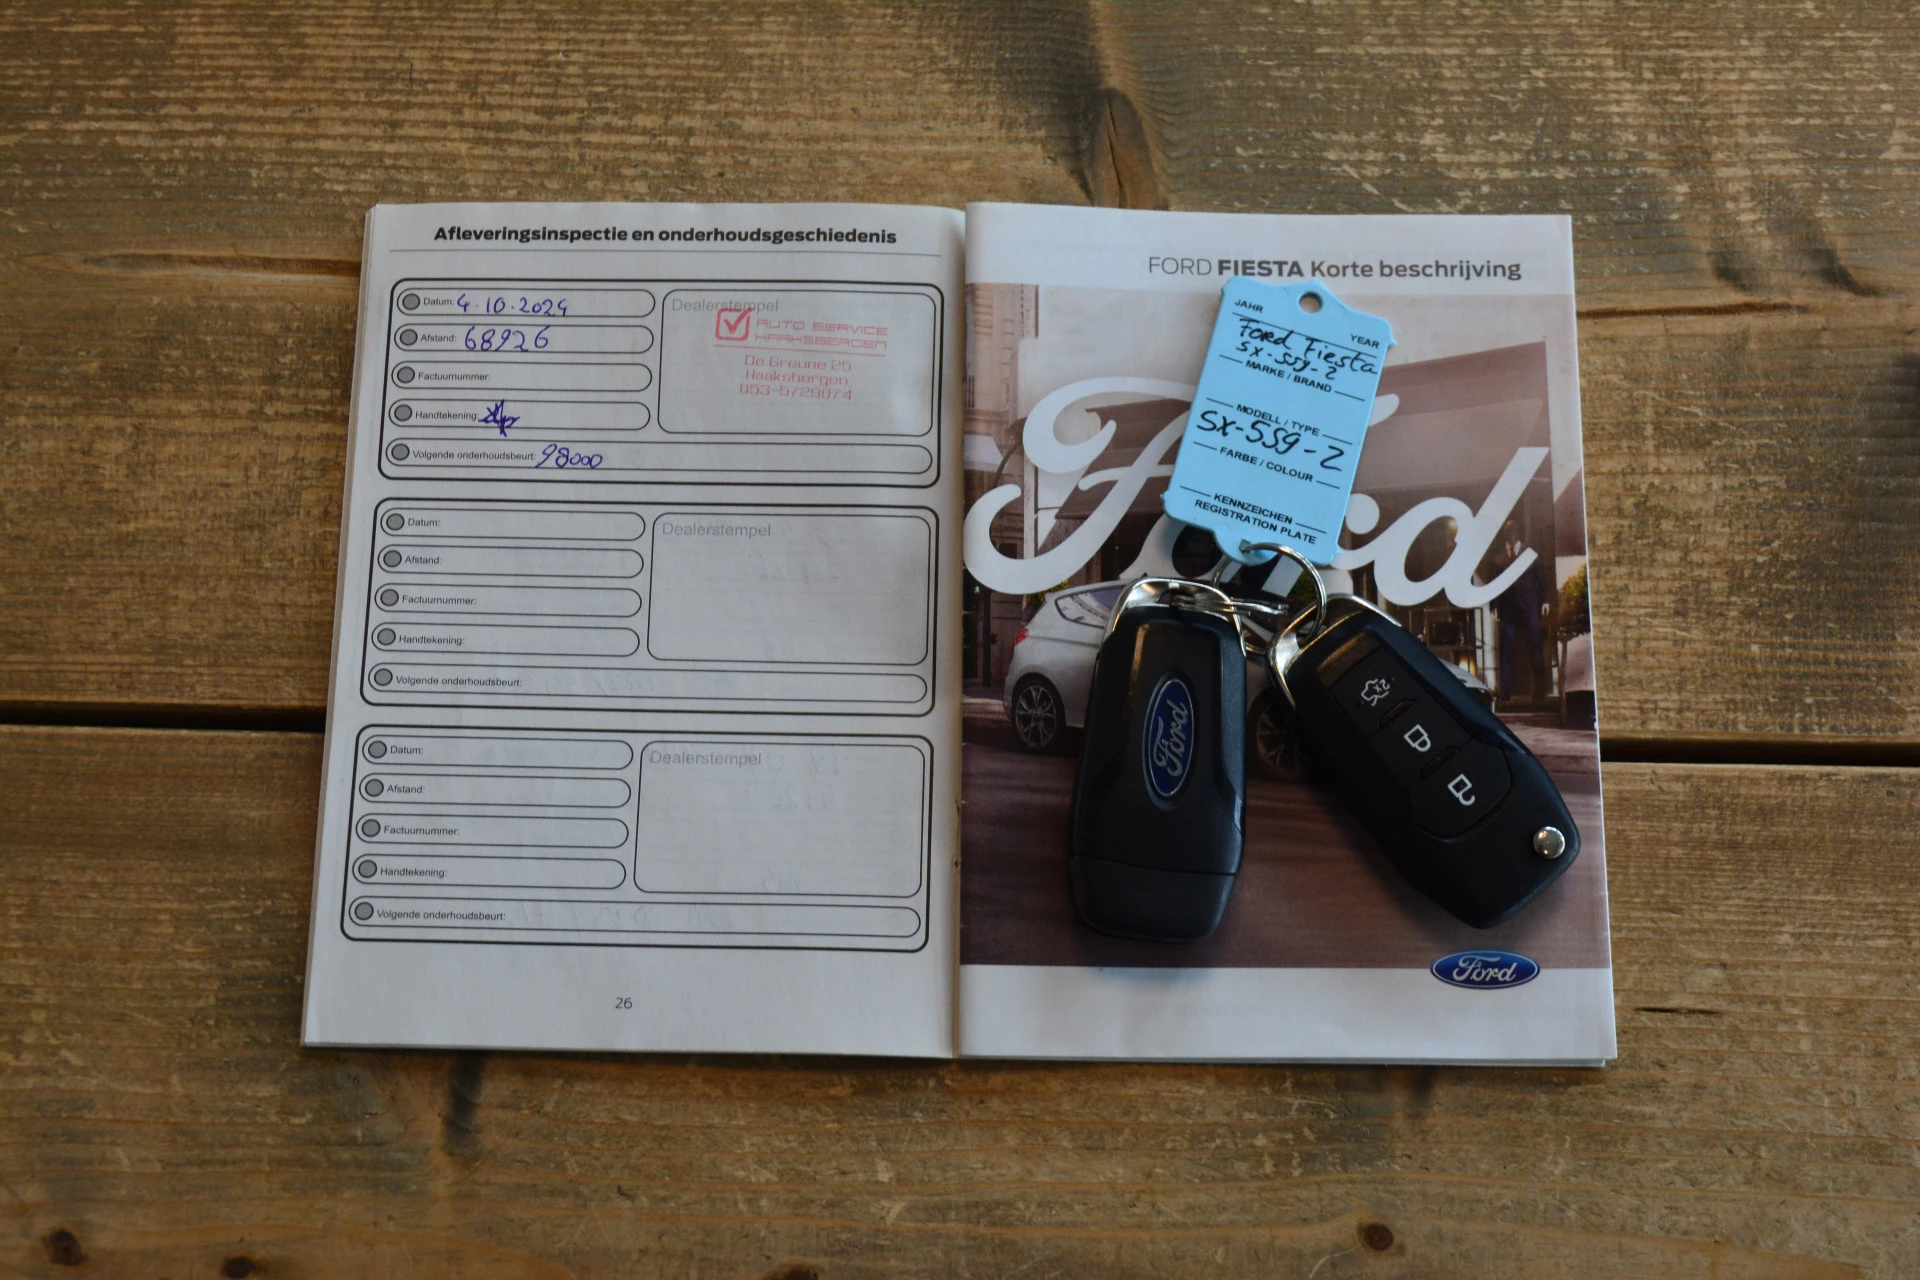 Afleveringsinspectie en onderhoudsgeschiedenis
Datum: 4-10-2024
Afstand: 68926
Factuurnummer:
Handtekening:
Volgende onderhoudsbeurt: 98000
Dealerstempel
AUTO SERVICE
HAAKSBERGEN
De Greune 25
Haaksbergen
053-5729074
Datum:
Afstand:
Factuurnummer:
Handtekening:
Volgende onderhoudsbeurt:
Dealerstempel
Datum:
Afstand:
Factuurnummer:
Handtekening:
Volgende onderhoudsbeurt:
Dealerstempel
26
FORD FIESTA Korte beschrijving
JAHR YEAR
Ford Fiesta
SX-559-Z
MARKE / BRAND
MODELL / TYPE
SX-559-Z
FARBE / COLOUR
KENNZEICHEN
REGISTRATION PLATE
Ford
Ford
2x
Ford